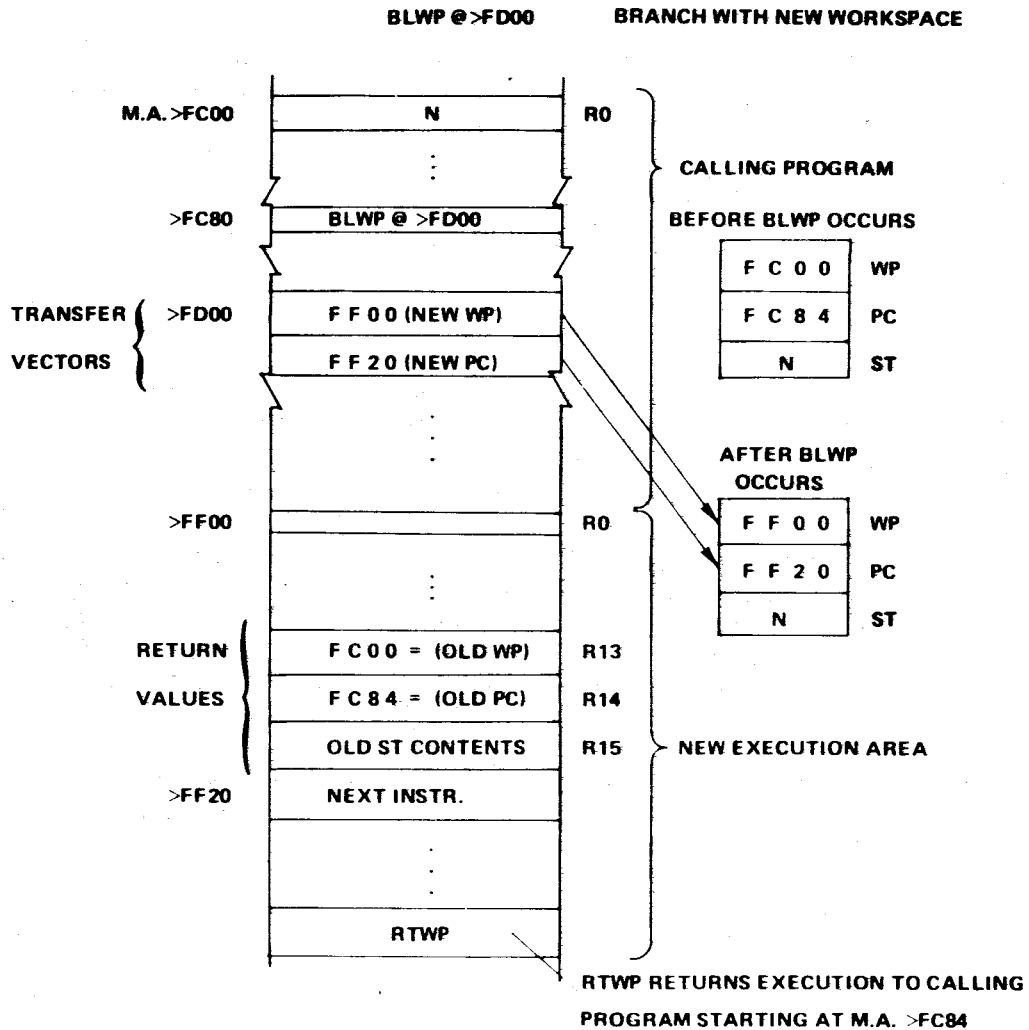 BLWP @>FD00 BRANCH WITH NEW WORKSPACE
M.A. >FC00 N R0
CALLING PROGRAM
>FC80 BLWP @ >FD00
BEFORE BLWP OCCURS
F C 0 0 WP
F C 8 4 PC
N ST
TRANSFER VECTORS
>FD00 F F 0 0 (NEW WP)
F F 2 0 (NEW PC)
AFTER BLWP
OCCURS
F F 0 0 WP
F F 2 0 PC
N ST
>FF00 R0
RETURN VALUES
F C 0 0 = (OLD WP) R13
F C 8 4 = (OLD PC) R14
OLD ST CONTENTS R15
NEW EXECUTION AREA
>FF20 NEXT INSTR.
RTWP
RTWP RETURNS EXECUTION TO CALLING
PROGRAM STARTING AT M.A. >FC84